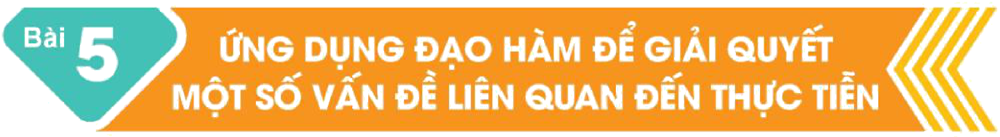 Bài 5
ỨNG DỤNG ĐẠO HÀM ĐỂ GIẢI QUYẾT
MỘT SỐ VẤN ĐỀ LIÊN QUAN ĐẾN THỰC TIỄN